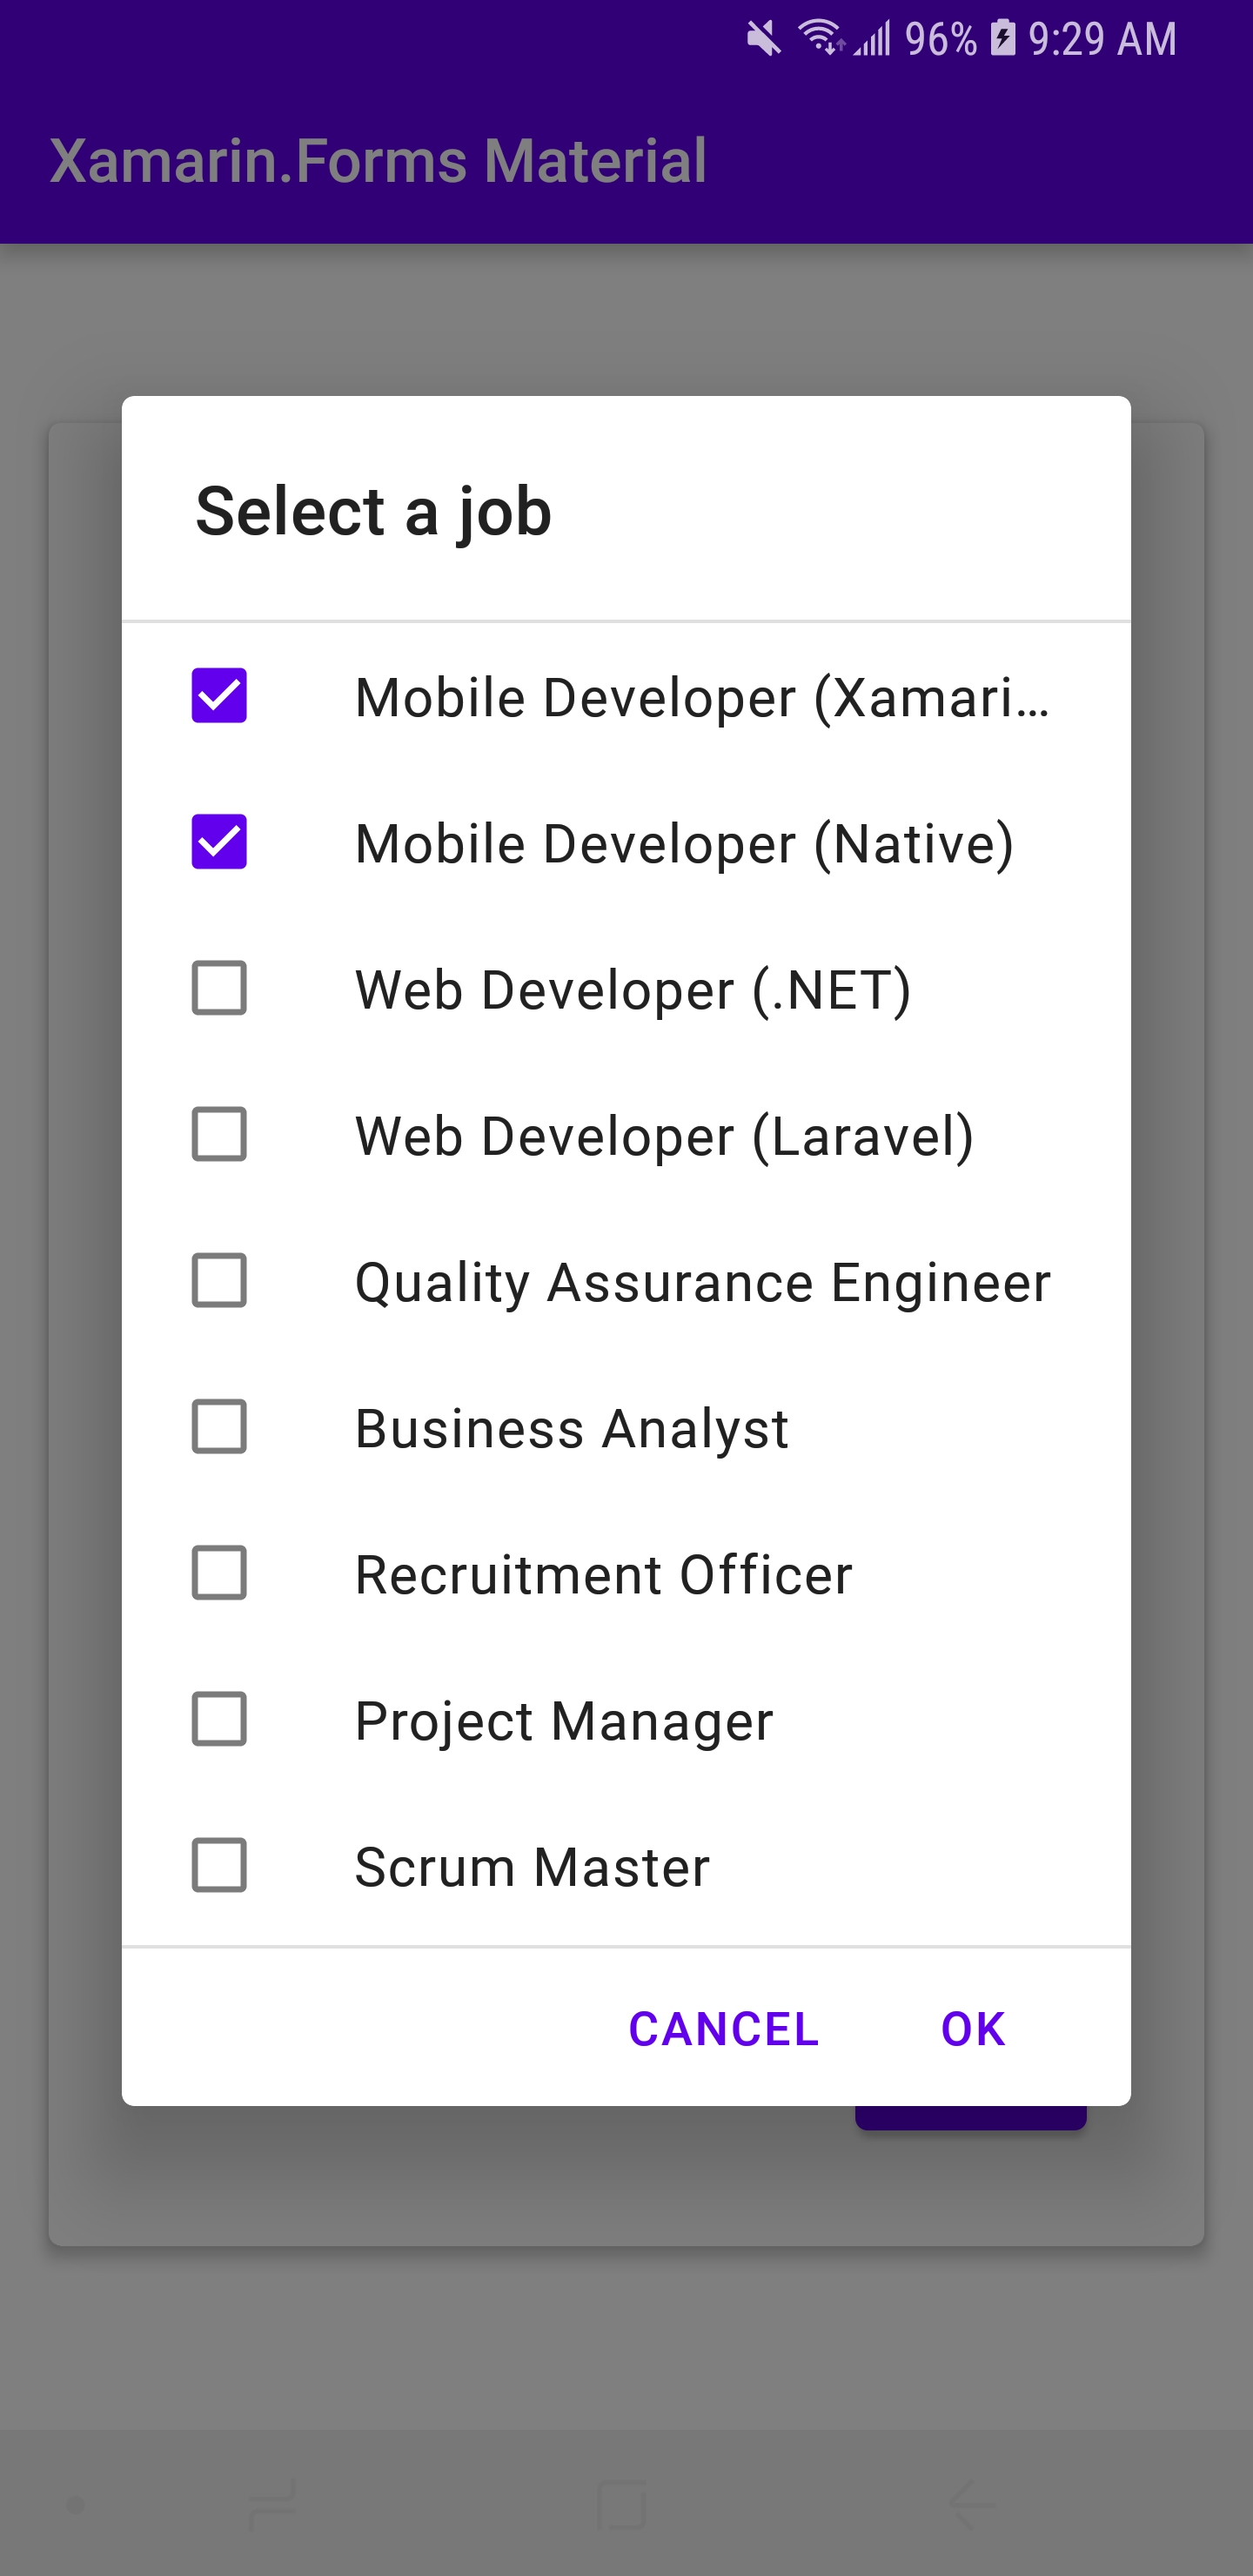 96% 9:29 AM
Xamarin.Forms Material
Select a job
Mobile Developer (Xamari...
Mobile Developer (Native)
Web Developer (.NET)
Web Developer (Laravel)
Quality Assurance Engineer
Business Analyst
Recruitment Officer
Project Manager
Scrum Master
CANCEL OK